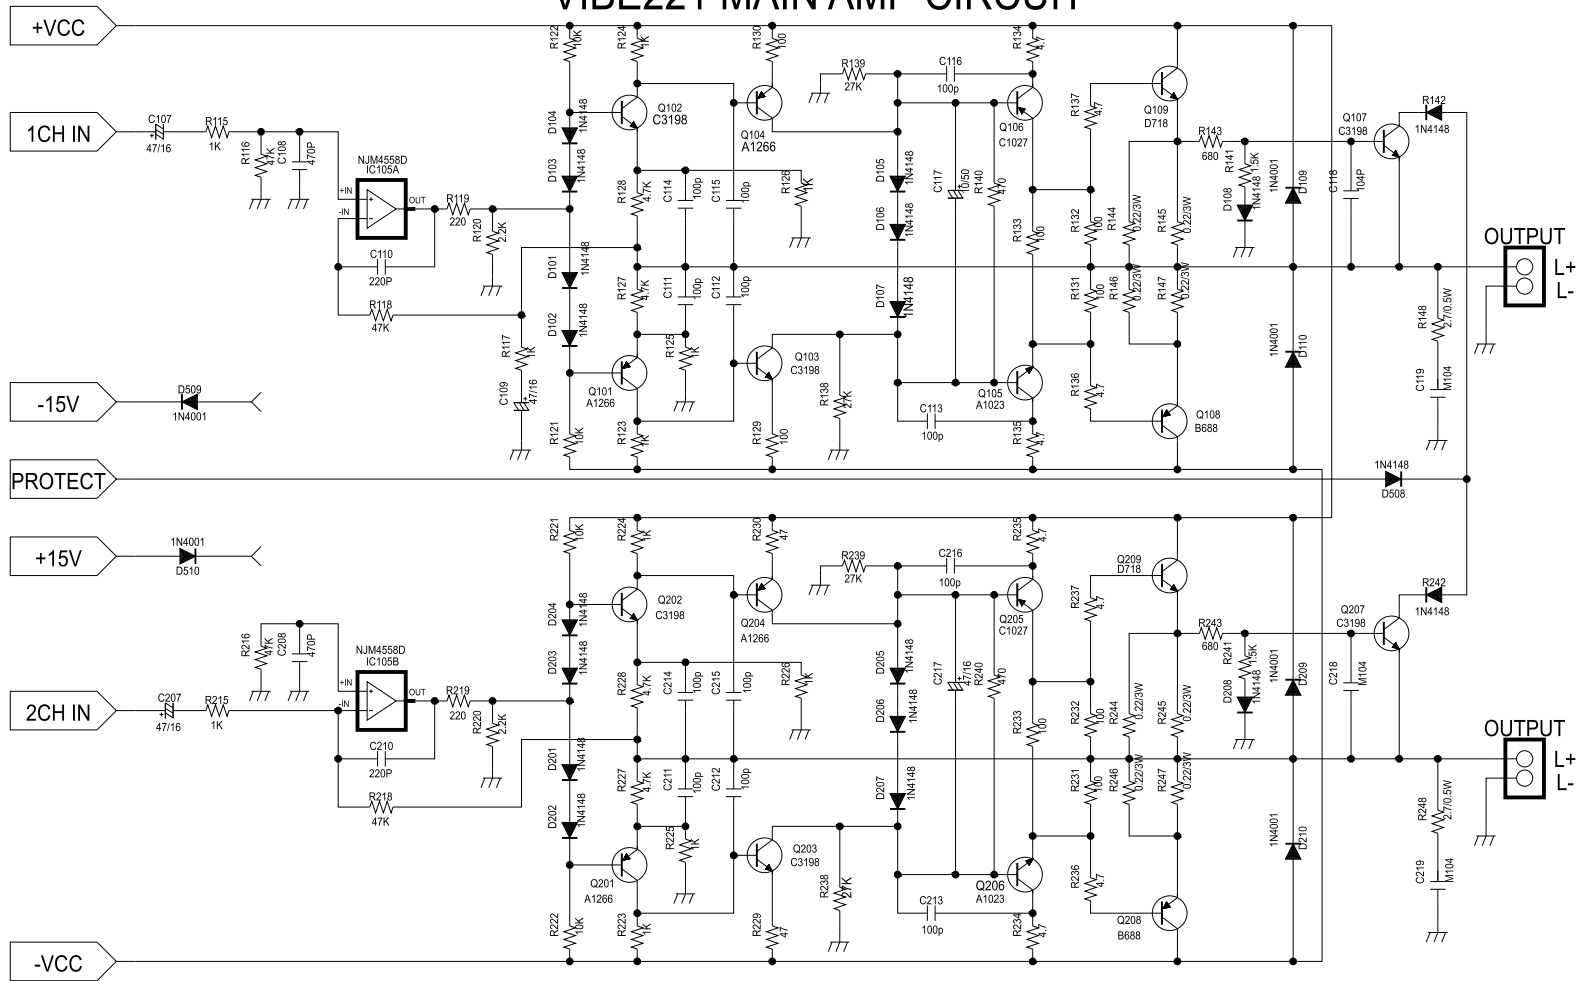 VIBE221 MAIN AMP CIRCUIT
+VCC
R122
10K
R124
1K
R130
100
R134
4.7
R139
27K
C116
100p
1CH IN
C107
47/16
R115
1K
R116
47K
C108
470P
NJM4558D
IC105A
+IN
-IN
OUT
R119
220
R120
2.2K
C110
220P
R118
47K
R117
1K
C109
47/16
D104
1N4148
D103
1N4148
D101
1N4148
D102
1N4148
Q102
C3198
Q104
A1266
R128
4.7K
C114
100p
C115
100p
R126
1K
R127
4.7K
C111
100p
C112
100p
R125
1K
Q101
A1266
Q103
C3198
R121
10K
R123
1K
R129
100
R138
27K
D105
1N4148
D106
1N4148
D107
1N4148
C117
10/50
R140
470
Q106
C1027
R133
100
Q105
A1023
C113
100p
R135
4.7
R137
4.7
R132
100
R144
0.22/3W
R145
0.22/3W
R131
100
R146
0.22/3W
R147
0.22/3W
R136
4.7
Q109
D718
Q108
B688
R143
680
R141
1.5K
D108
1N4148
1N4001
D109
1N4001
D110
C118
104P
Q107
C3198
R142
1N4148
R148
2.7/0.5W
C119
M104
OUTPUT
L+
L-
-15V
D509
1N4001
PROTECT
1N4148
D508
+15V
1N4001
D510
R221
10K
R224
1K
R230
47
R235
4.7
R239
27K
C216
100p
2CH IN
C207
47/16
R215
1K
R216
47K
C208
470P
NJM4558D
IC105B
+IN
-IN
OUT
R219
220
R220
2.2K
C210
220P
R218
47K
D204
1N4148
D203
1N4148
D201
1N4148
D202
1N4148
Q202
C3198
Q204
A1266
R228
4.7K
C214
100p
C215
100p
R226
1K
R227
4.7K
C211
100p
C212
100p
R225
1K
Q201
A1266
Q203
C3198
R222
10K
R223
1K
R229
47
R238
27K
D205
1N4148
D206
1N4148
D207
1N4148
C217
47/16
R240
470
Q205
C1027
R233
100
Q206
A1023
C213
100p
R234
4.7
R237
4.7
R232
100
R244
0.22/3W
R245
0.22/3W
R231
100
R246
0.22/3W
R247
0.22/3W
R236
4.7
Q209
D718
Q208
B688
R243
680
R241
1.5K
D208
1N4148
1N4001
D209
1N4001
D210
C218
M104
Q207
C3198
R242
1N4148
R248
2.7/0.5W
C219
M104
OUTPUT
L+
L-
-VCC